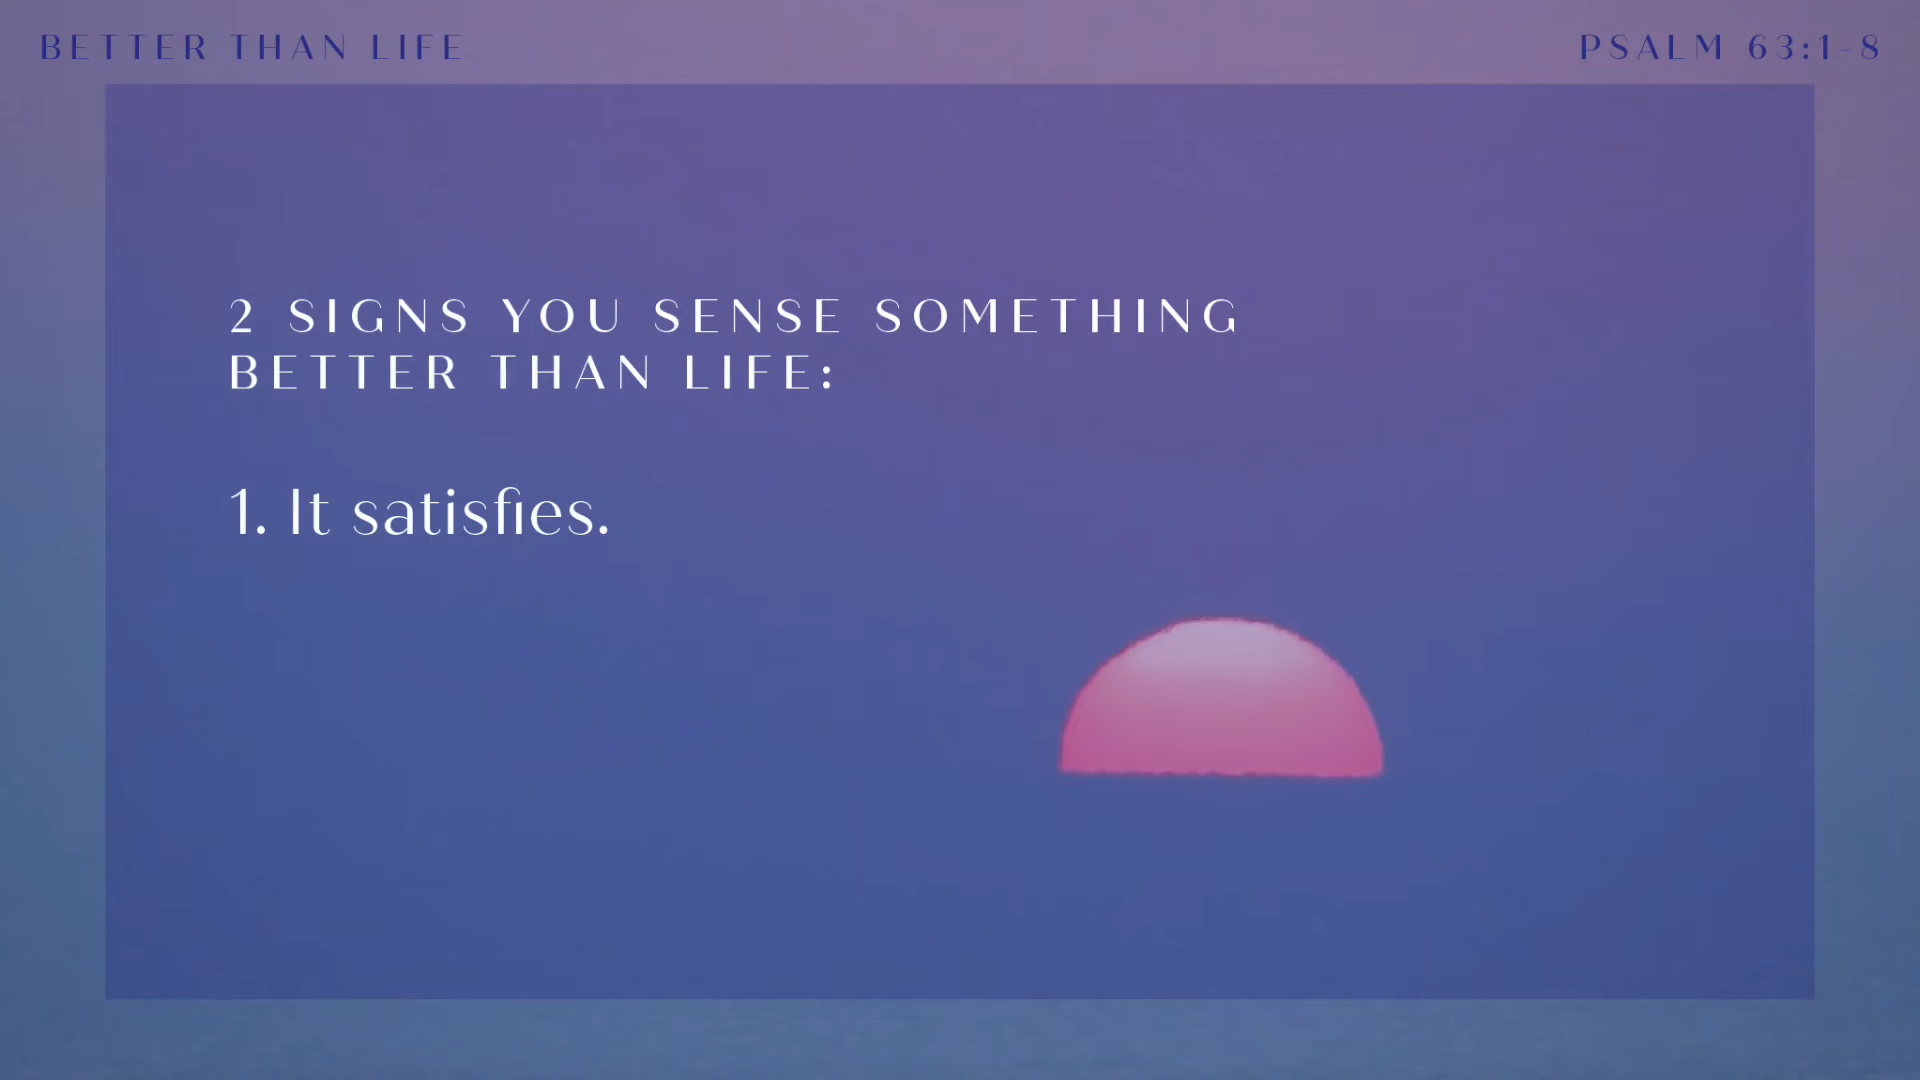 BETTER THAN LIFE
PSALM 63:1-8
2 SIGNS YOU SENSE SOMETHING
BETTER THAN LIFE:
1. It satisfies.